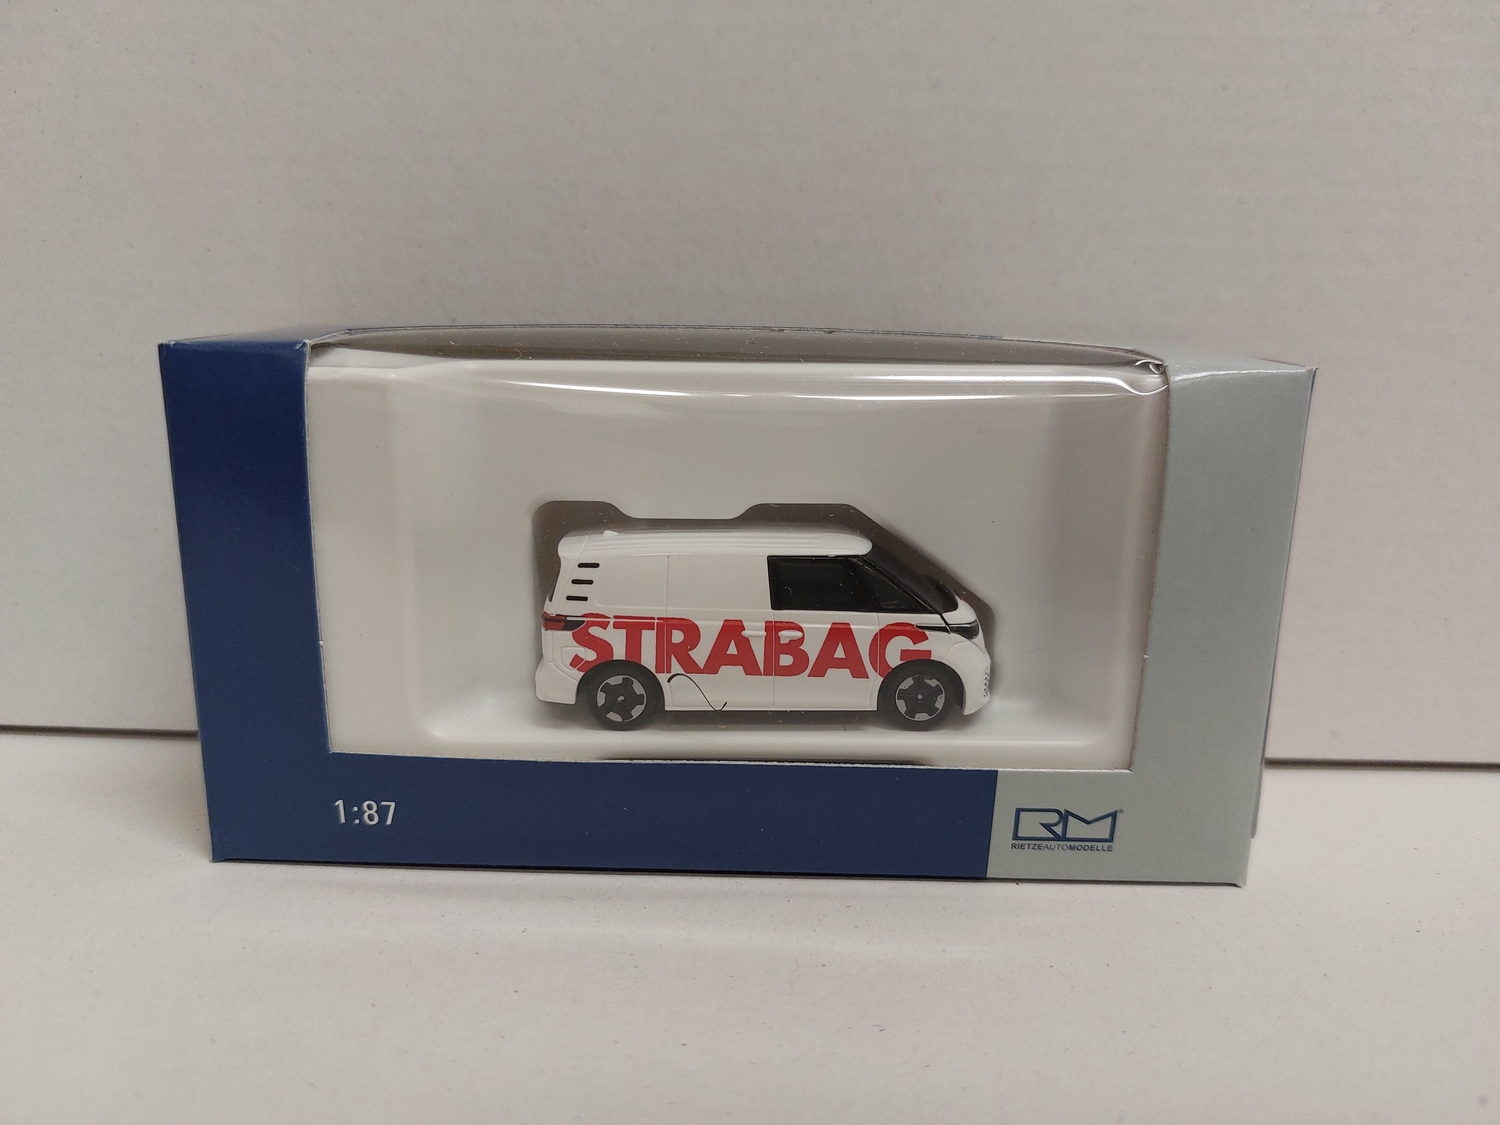 STRABAG
1:87
RM®
RIETZEAUTOMODELLE